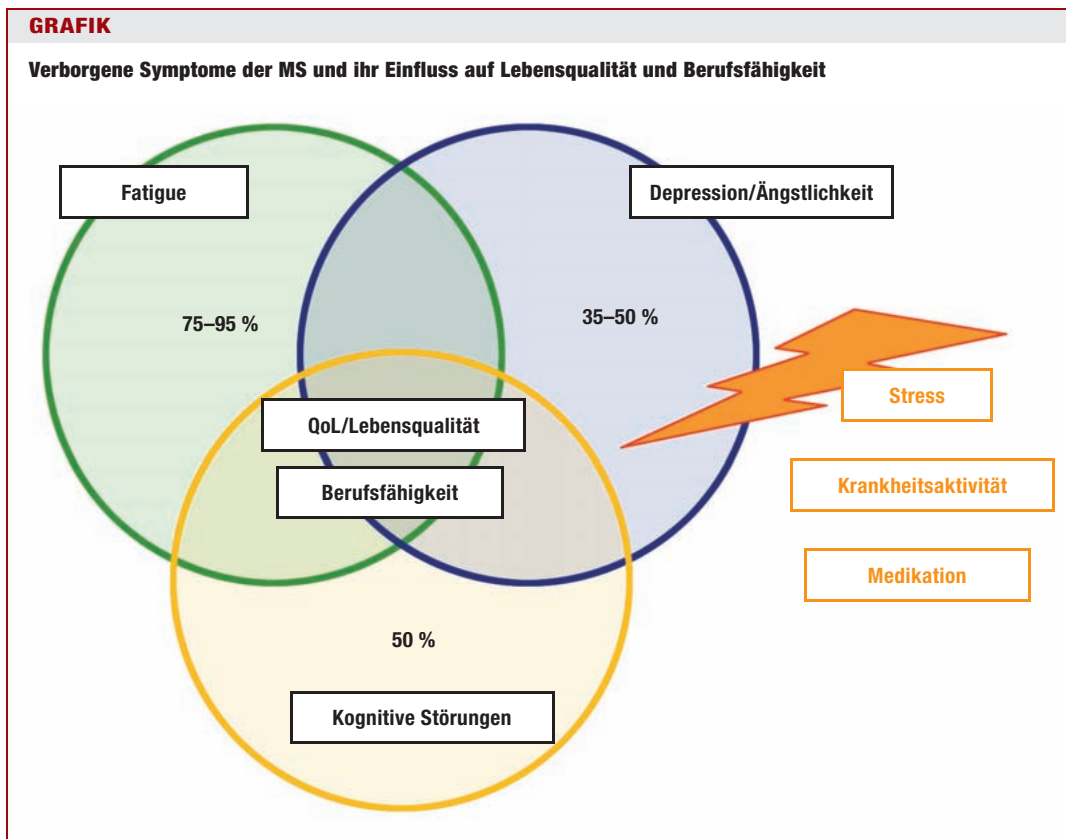 GRAFIK
Verborgene Symptome der MS und ihr Einfluss auf Lebensqualität und Berufsfähigkeit
Fatigue
Depression/Ängstlichkeit
75–95 %
35–50 %
Stress
QoL/Lebensqualität
Krankheitsaktivität
Berufsfähigkeit
Medikation
50 %
Kognitive Störungen